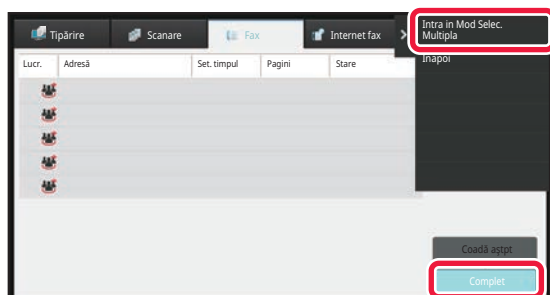 Tipărire
Scanare
Fax
Internet fax
Intra in Mod Selec.
Multipla
Înapoi
Lucr.
Adresă
Set. timpul
Pagini
Stare
Coadă aştpt
Complet